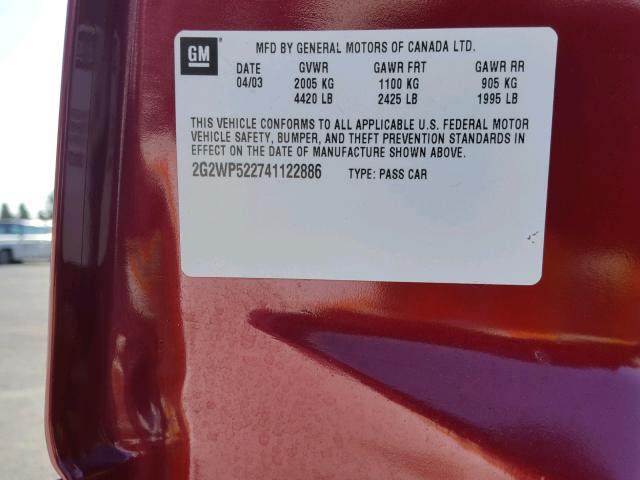 GM MFD BY GENERAL MOTORS OF CANADA LTD.
DATE GVWR GAWR FRT GAWR RR
04/03 2005 KG 1100 KG 905 KG
4420 LB 2425 LB 1995 LB
THIS VEHICLE CONFORMS TO ALL APPLICABLE U.S. FEDERAL MOTOR
VEHICLE SAFETY, BUMPER, AND THEFT PREVENTION STANDARDS IN
EFFECT ON THE DATE OF MANUFACTURE SHOWN ABOVE.
2G2WP522741122886 TYPE: PASS CAR